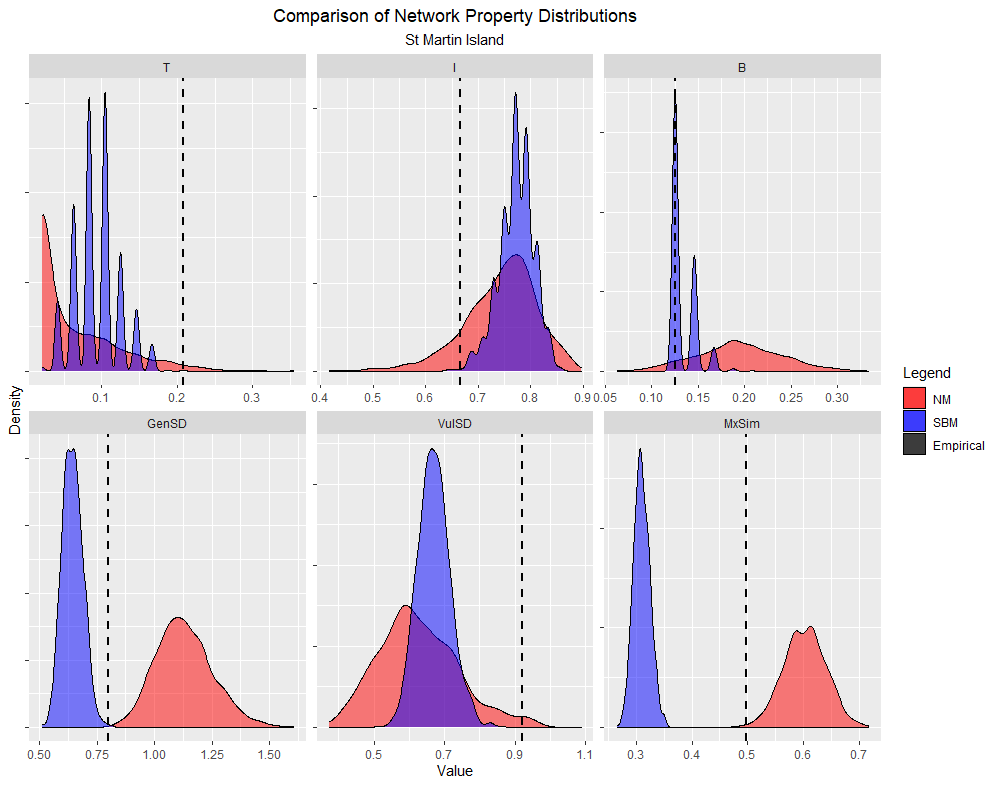 Comparison of Network Property Distributions
St Martin Island
T I B
0.1 0.2 0.3 0.4 0.5 0.6 0.7 0.8 0.9 0.05 0.10 0.15 0.20 0.25 0.30
GenSD VulSD MxSim
0.50 0.75 1.00 1.25 1.50 0.5 0.7 0.9 1.1 0.3 0.4 0.5 0.6 0.7
Value
Density
Legend
NM
SBM
Empirical